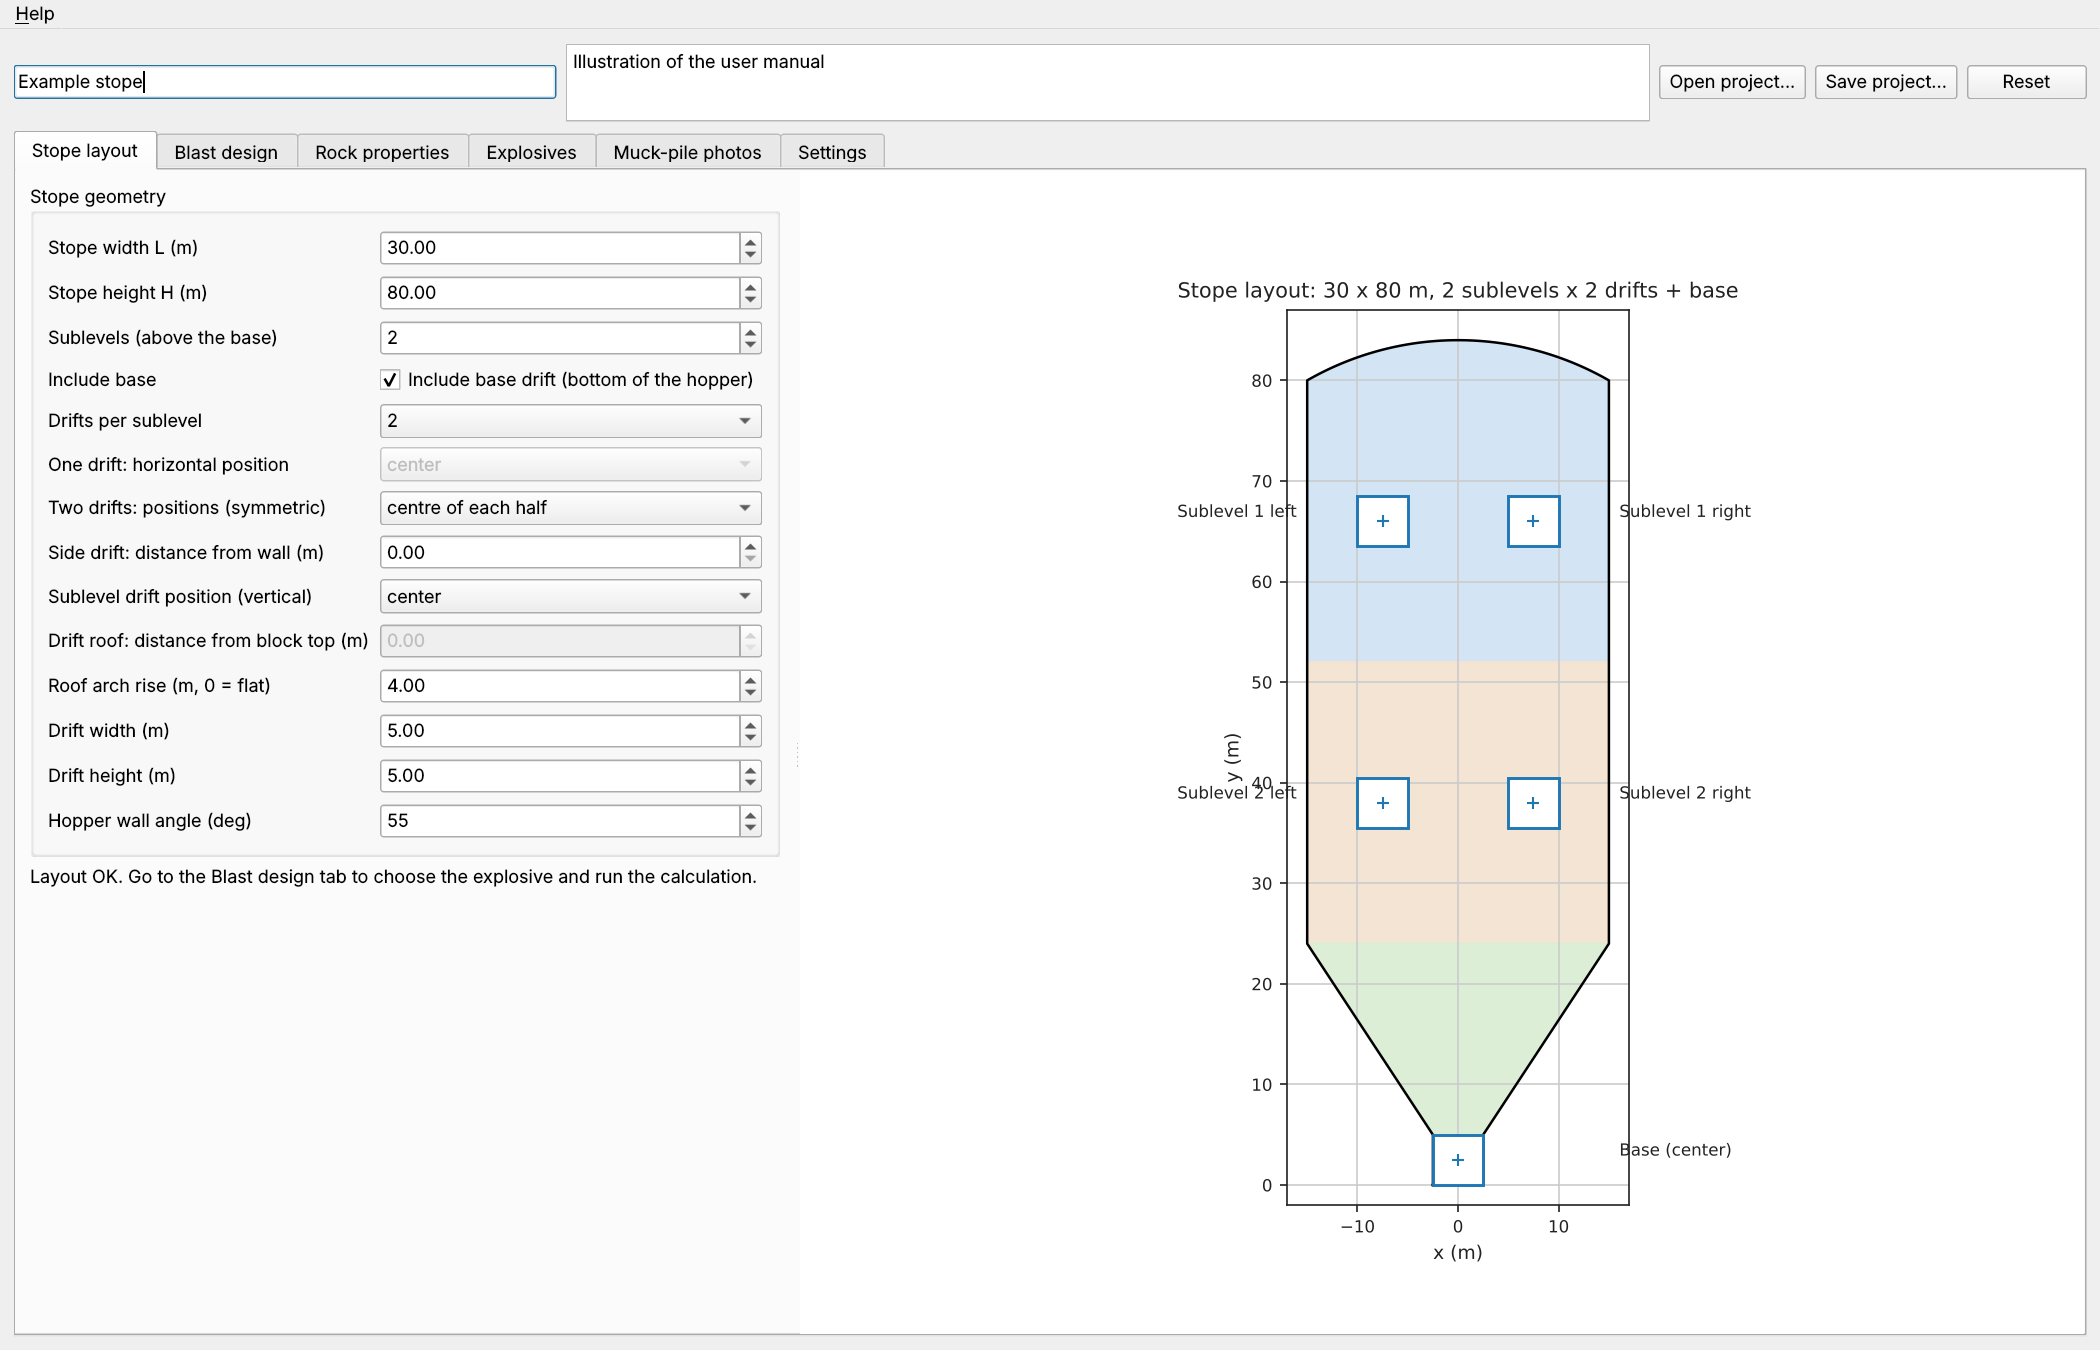 Help
Example stope
Illustration of the user manual
Open project...
Save project...
Reset
Stope layout
Blast design
Rock properties
Explosives
Muck-pile photos
Settings
Stope geometry
Stope width L (m)
30.00
Stope height H (m)
80.00
Sublevels (above the base)
2
Include base
Include base drift (bottom of the hopper)
Drifts per sublevel
2
One drift: horizontal position
center
Two drifts: positions (symmetric)
centre of each half
Side drift: distance from wall (m)
0.00
Sublevel drift position (vertical)
center
Drift roof: distance from block top (m)
0.00
Roof arch rise (m, 0 = flat)
4.00
Drift width (m)
5.00
Drift height (m)
5.00
Hopper wall angle (deg)
55
Layout OK. Go to the Blast design tab to choose the explosive and run the calculation.
Stope layout: 30 x 80 m, 2 sublevels x 2 drifts + base
80
70
Sublevel 1 left
Sublevel 1 right
60
50
y (m)
40
Sublevel 2 left
Sublevel 2 right
30
20
10
Base (center)
0
−10
0
10
x (m)